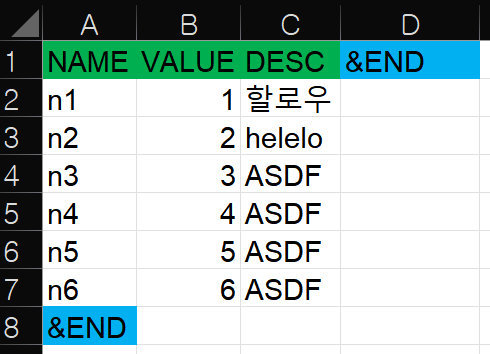 A B C D
1 NAME VALUE DESC &END
2 n1 1 할로우
3 n2 2 helelo
4 n3 3 ASDF
5 n4 4 ASDF
6 n5 5 ASDF
7 n6 6 ASDF
8 &END